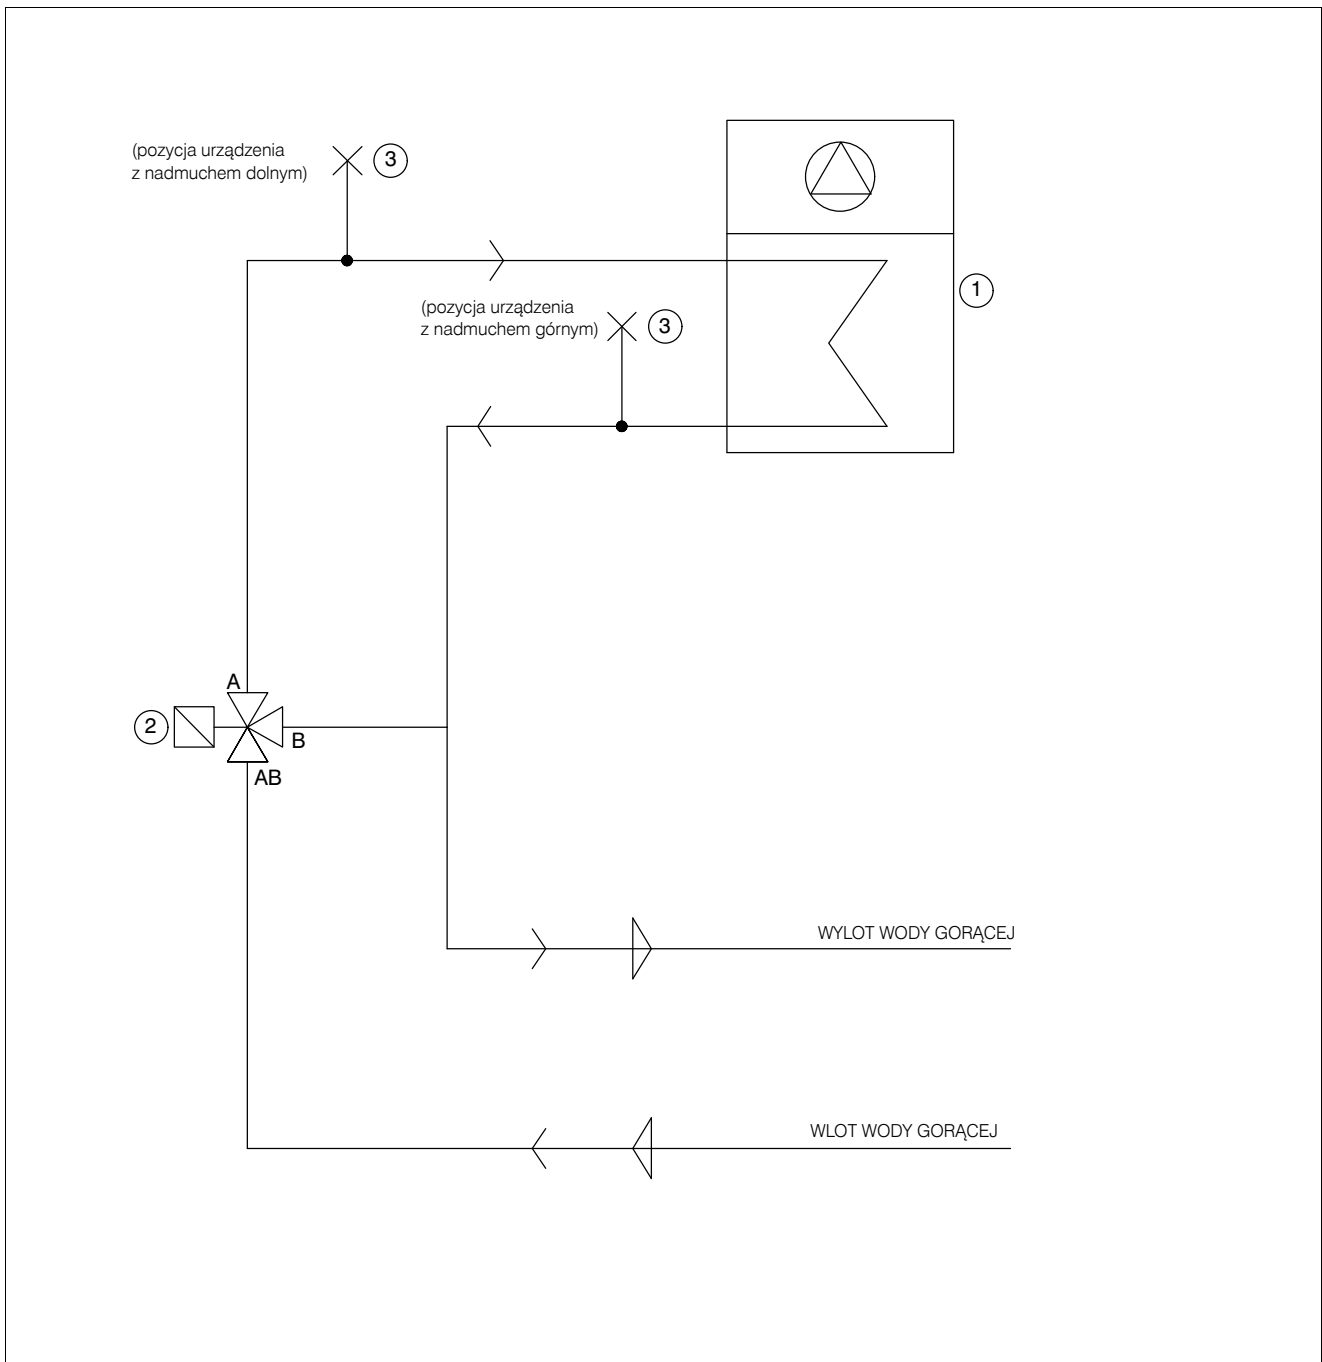 (pozycja urządzenia
z nadmuchem dolnym)
3
1
(pozycja urządzenia
z nadmuchem górnym)
3
A
2
B
AB
WYLOT WODY GORĄCEJ
WLOT WODY GORĄCEJ